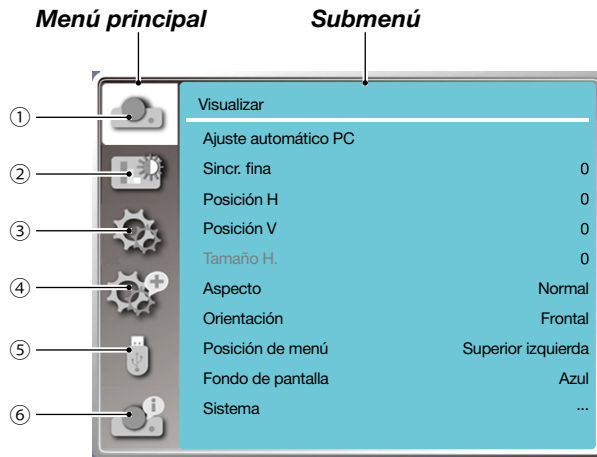 Menú principal Submenú
① Visualizar
Ajuste automático PC
② Sincr. fina 0
Posición H 0
③ Posición V 0
Tamaño H. 0
④ Aspecto Normal
Orientación Frontal
⑤ Posición de menú Superior izquierda
Fondo de pantalla Azul
⑥ Sistema ...